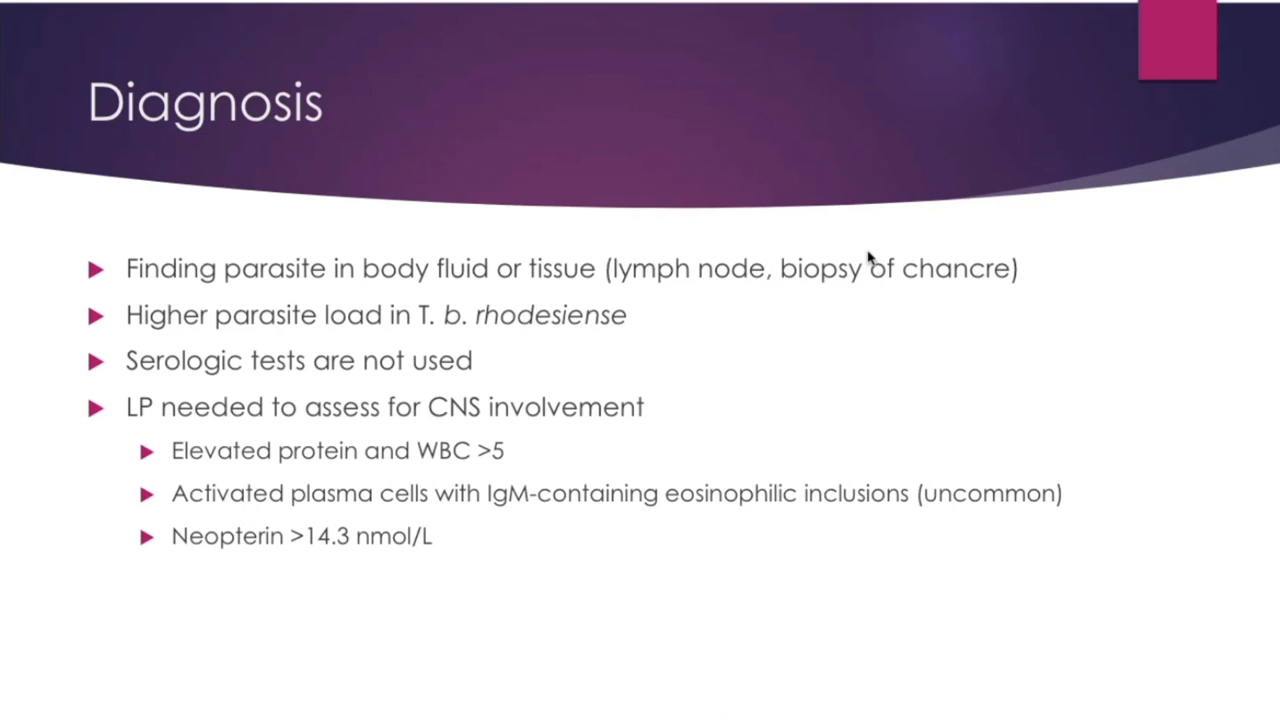 Diagnosis
Finding parasite in body fluid or tissue (lymph node, biopsy of chancre)
Higher parasite load in T. b. rhodesiense
Serologic tests are not used
LP needed to assess for CNS involvement
Elevated protein and WBC >5
Activated plasma cells with IgM-containing eosinophilic inclusions (uncommon)
Neopterin >14.3 nmol/L